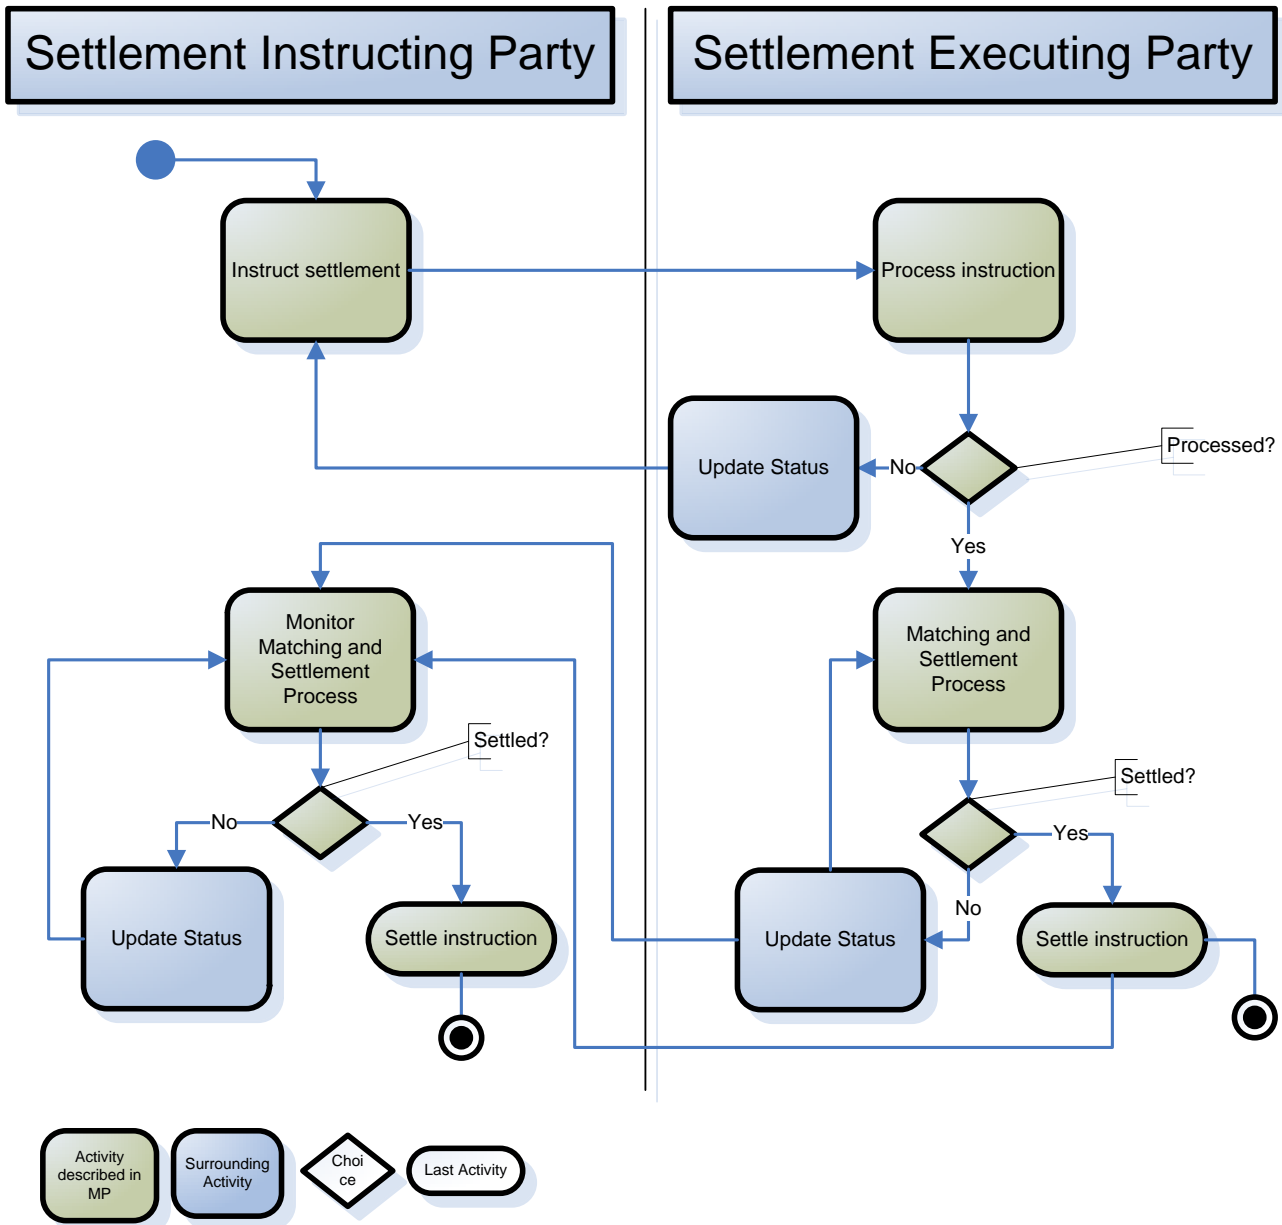 Settlement Instructing Party
Settlement Executing Party
Instruct settlement
Process instruction
Update Status
No
Processed?
Yes
Monitor
Matching and
Settlement
Process
Matching and
Settlement
Process
Settled?
Settled?
No
Yes
Yes
No
Update Status
Settle instruction
Update Status
Settle instruction
Activity
described in
MP
Surrounding
Activity
Choi
ce
Last Activity